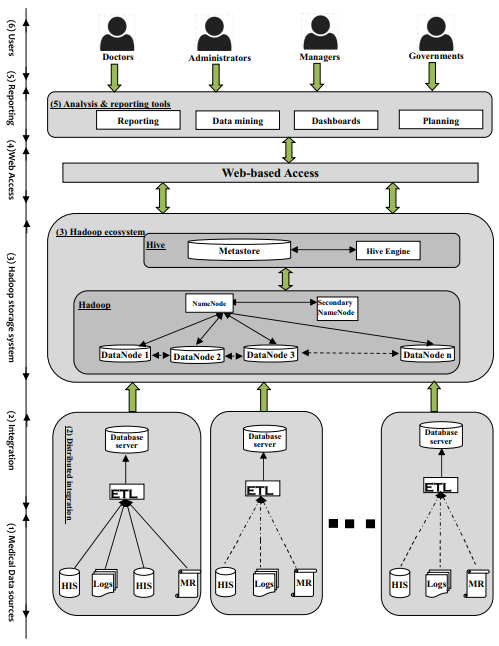 (6) Users
Doctors
Administrators
Managers
Governments
(5) Reporting
(5) Analysis & reporting tools
Reporting
Data mining
Dashboards
Planning
(4)Web Access
Web-based Access
(3) Hadoop storage system
(3) Hadoop ecosystem
Hive
Metastore
Hive Engine
Hadoop
NameNode
Secondary
NameNode
DataNode 1
DataNode 2
DataNode 3
DataNode n
(2) Integration
(2) Distributed integration
Database
server
Database
server
Database
server
ETL
ETL
ETL
(1) Medical Data sources
HIS
Logs
HIS
MR
HIS
Logs
MR
HIS
Logs
MR